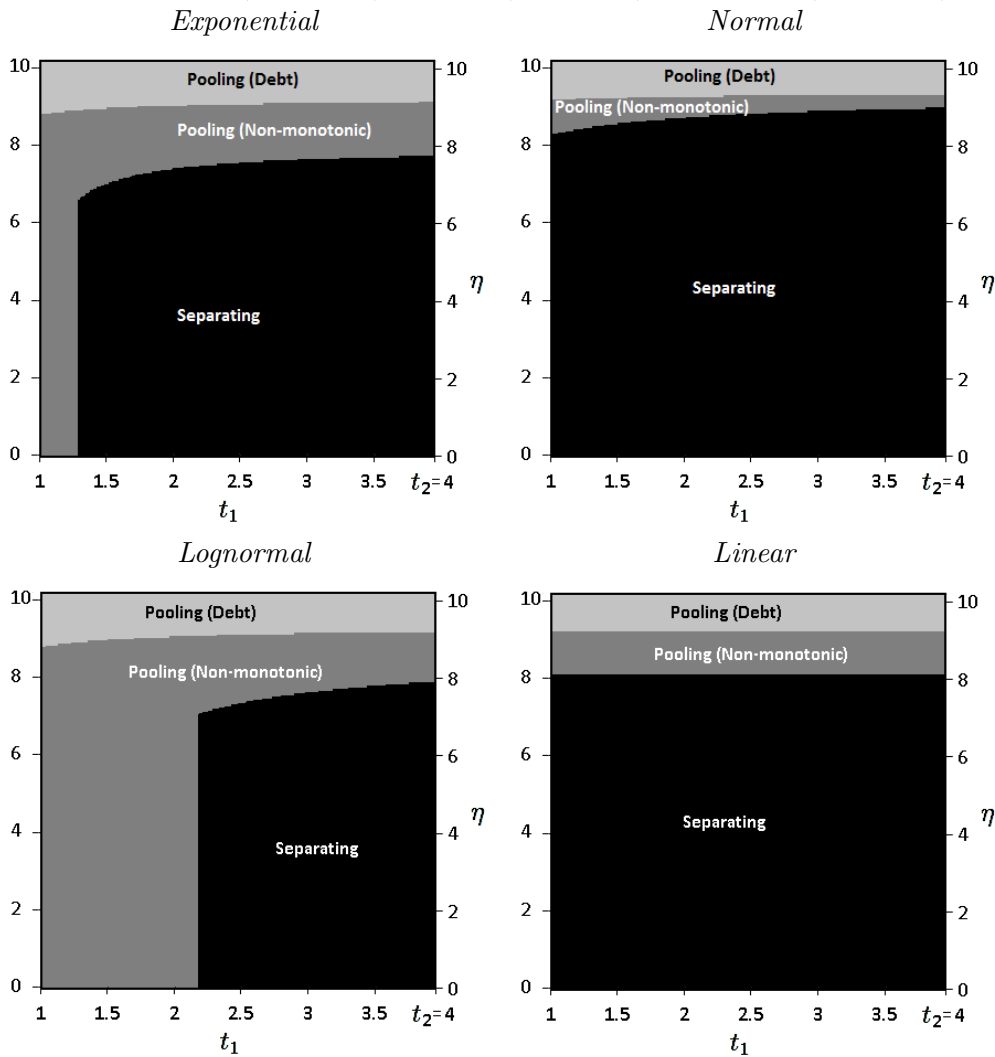 Exponential
10
8
6
4
2
0
Pooling (Debt)
Pooling (Non-monotonic)
Separating
10
8
6
4
2
0
η
1 1.5 2 2.5 3 3.5 t₂=4
t₁
Normal
10
8
6
4
2
0
Pooling (Debt)
Pooling (Non-monotonic)
Separating
10
8
6
4
2
0
η
1 1.5 2 2.5 3 3.5 t₂=4
t₁
Lognormal
10
8
6
4
2
0
Pooling (Debt)
Pooling (Non-monotonic)
Separating
10
8
6
4
2
0
η
1 1.5 2 2.5 3 3.5 t₂=4
t₁
Linear
10
8
6
4
2
0
Pooling (Debt)
Pooling (Non-monotonic)
Separating
10
8
6
4
2
0
η
1 1.5 2 2.5 3 3.5 t₂=4
t₁